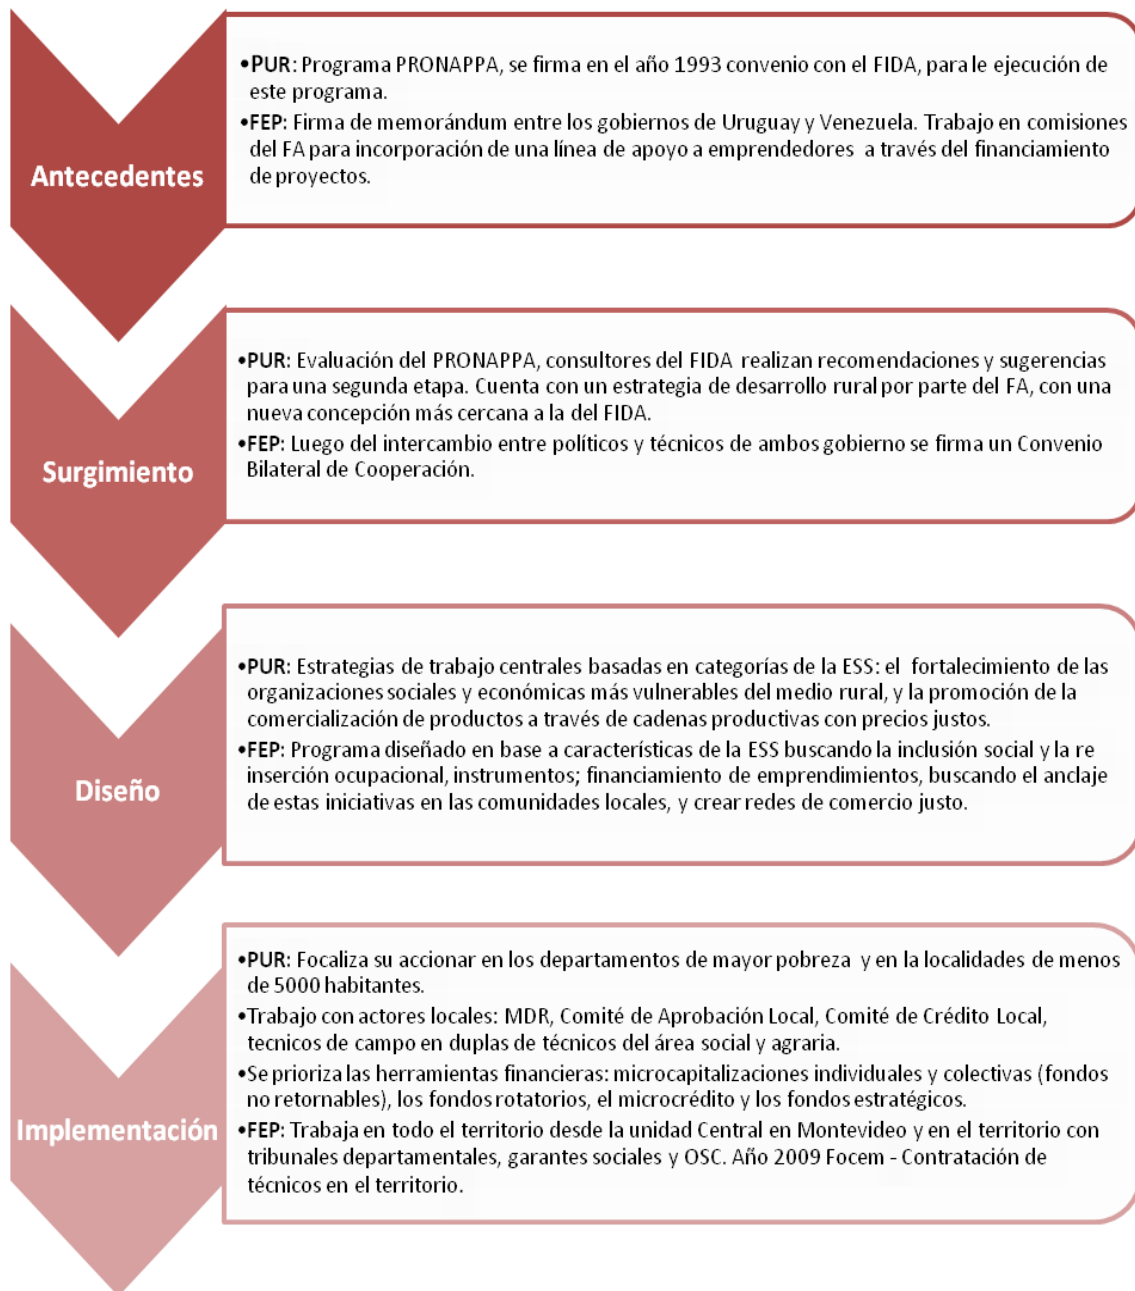 Antecedentes
•PUR: Programa PRONAPPA, se firma en el año 1993 convenio con el FIDA, para le ejecución de
este programa.
•FEP: Firma de memorándum entre los gobiernos de Uruguay y Venezuela. Trabajo en comisiones
del FA para incorporación de una línea de apoyo a emprendedores a través del financiamiento
de proyectos.
Surgimiento
•PUR: Evaluación del PRONAPPA, consultores del FIDA realizan recomendaciones y sugerencias
para una segunda etapa. Cuenta con un estrategia de desarrollo rural por parte del FA, con una
nueva concepción más cercana a la del FIDA.
•FEP: Luego del intercambio entre políticos y técnicos de ambos gobierno se firma un Convenio
Bilateral de Cooperación.
Diseño
•PUR: Estrategias de trabajo centrales basadas en categorías de la ESS: el fortalecimiento de las
organizaciones sociales y económicas más vulnerables del medio rural, y la promoción de la
comercialización de productos a través de cadenas productivas con precios justos.
•FEP: Programa diseñado en base a características de la ESS buscando la inclusión social y la re
inserción ocupacional, instrumentos; financiamiento de emprendimientos, buscando el anclaje
de estas iniciativas en las comunidades locales, y crear redes de comercio justo.
Implementación
•PUR: Focaliza su accionar en los departamentos de mayor pobreza y en la localidades de menos
de 5000 habitantes.
•Trabajo con actores locales: MDR, Comité de Aprobación Local, Comité de Crédito Local,
tecnicos de campo en duplas de técnicos del área social y agraria.
•Se prioriza las herramientas financieras: microcapitalizaciones individuales y colectivas (fondos
no retornables), los fondos rotatorios, el microcrédito y los fondos estratégicos.
•FEP: Trabaja en todo el territorio desde la unidad Central en Montevideo y en el territorio con
tribunales departamentales, garantes sociales y OSC. Año 2009 Focem - Contratación de
técnicos en el territorio.